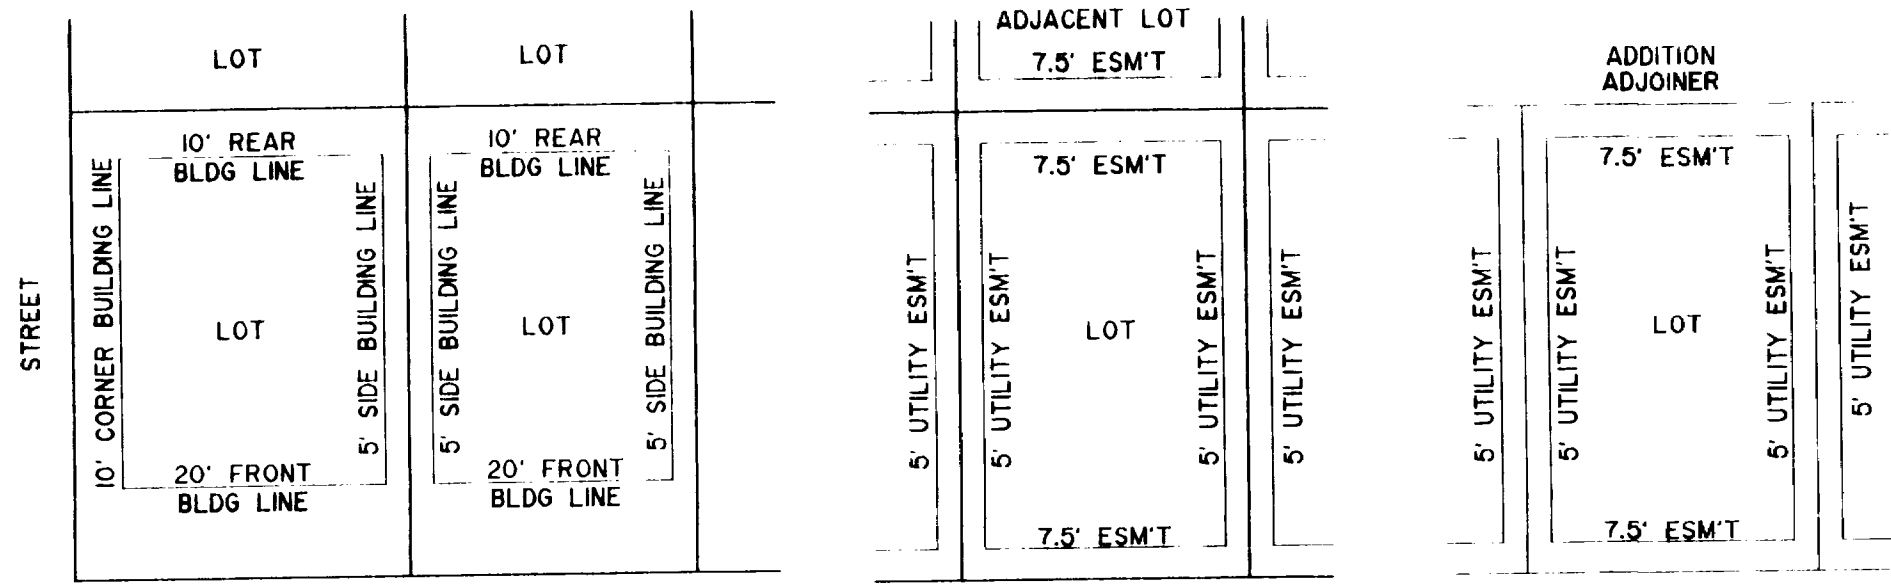 LOT
LOT
10' REAR
BLDG LINE
10' REAR
BLDG LINE
STREET
10' CORNER BUILDING LINE
LOT
5' SIDE BUILDING LINE
5' SIDE BUILDING LINE
LOT
5' SIDE BUILDING LINE
20' FRONT
BLDG LINE
20' FRONT
BLDG LINE
ADJACENT LOT
7.5' ESM'T
7.5' ESM'T
5' UTILITY ESM'T
5' UTILITY ESM'T
LOT
5' UTILITY ESM'T
5' UTILITY ESM'T
7.5' ESM'T
ADDITION
ADJOINER
7.5' ESM'T
5' UTILITY ESM'T
5' UTILITY ESM'T
LOT
5' UTILITY ESM'T
5' UTILITY ESM'T
7.5' ESM'T